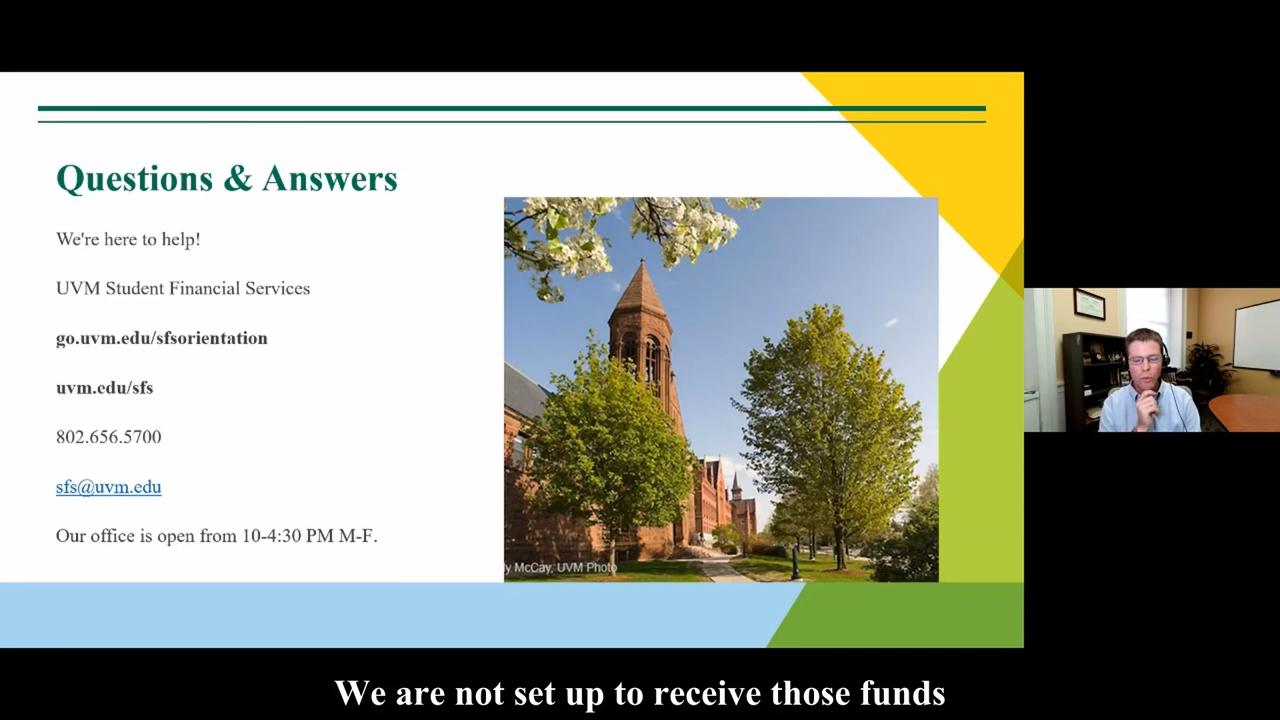 Questions & Answers
We're here to help!
UVM Student Financial Services
go.uvm.edu/sfsorientation
uvm.edu/sfs
802.656.5700
sfs@uvm.edu
Our office is open from 10-4:30 PM M-F.
McCay, UVM Photo
We are not set up to receive those funds